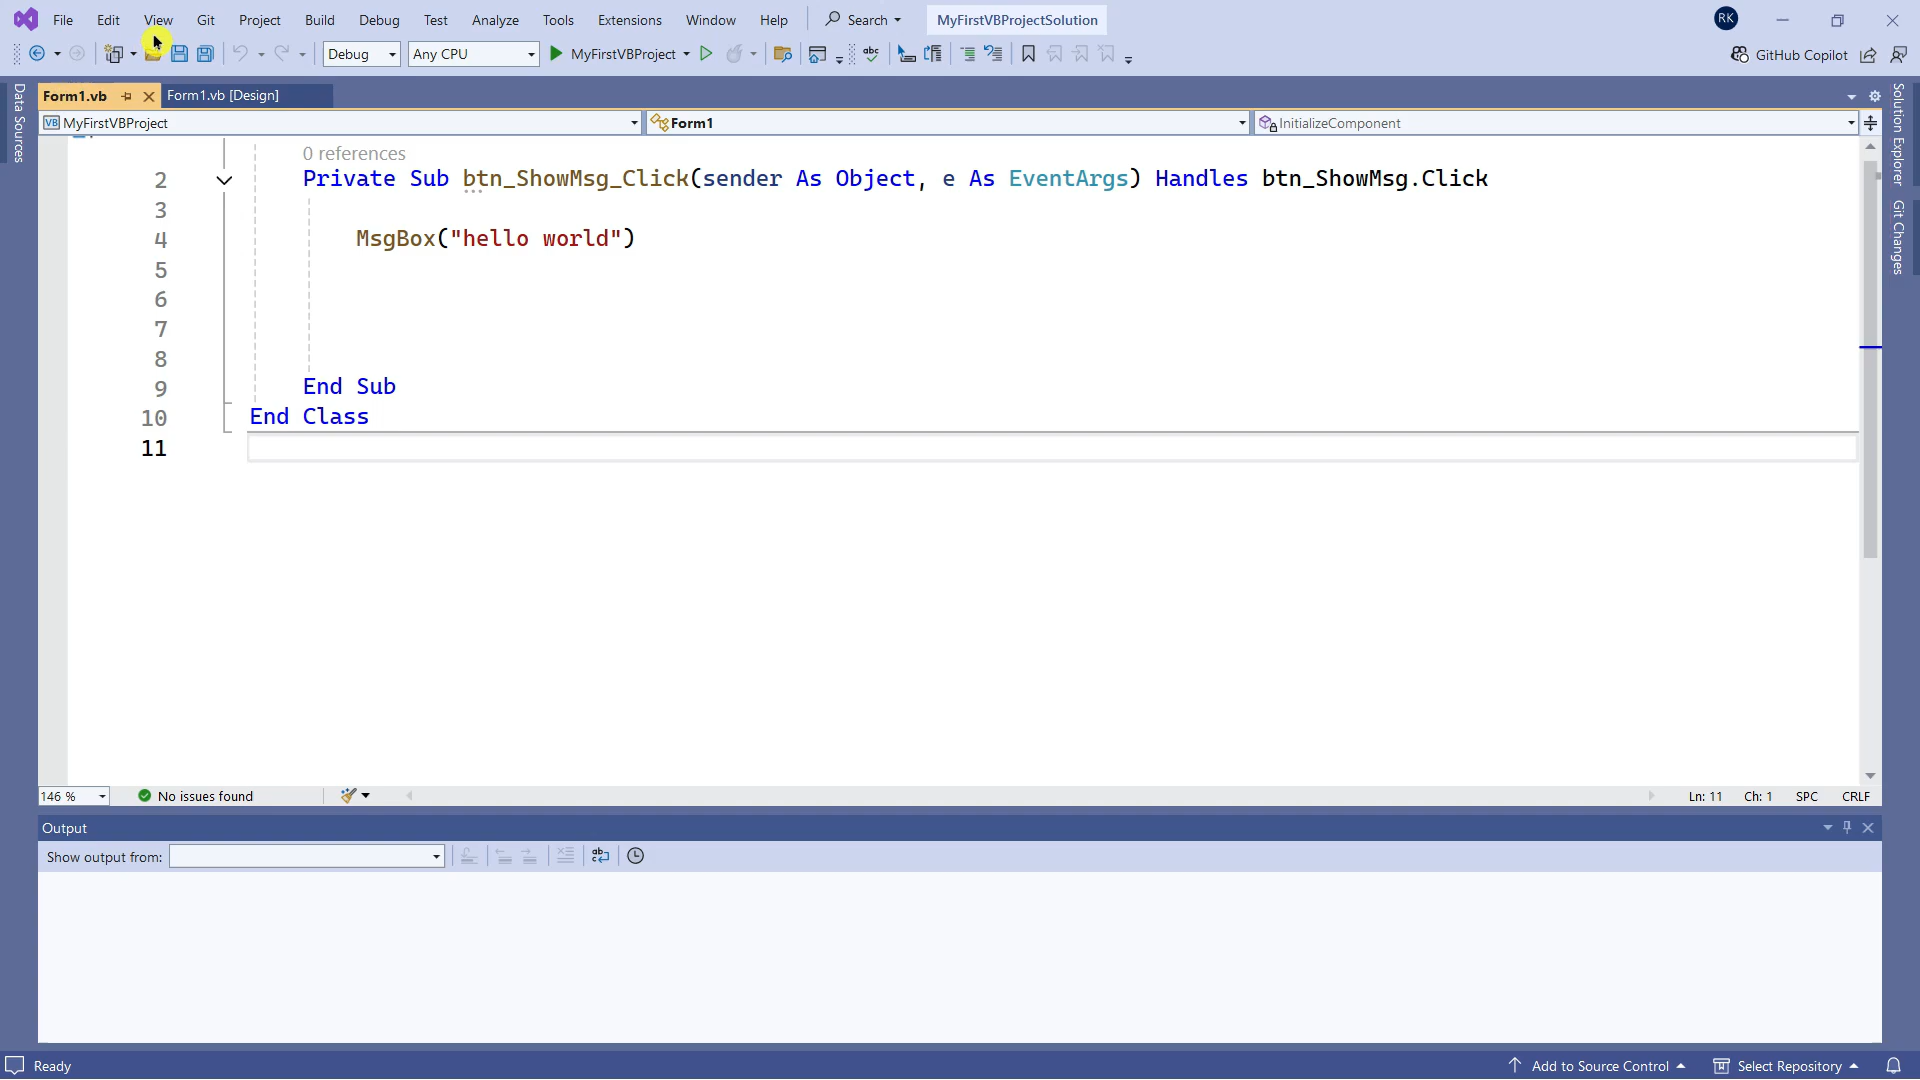 File Edit View Git Project Build Debug Test Analyze Tools Extensions Window Help Search MyFirstVBProjectSolution RK
Debug Any CPU MyFirstVBProject GitHub Copilot
Data Sources
Form1.vb Form1.vb [Design]
Solution Explorer
Git Changes
VB MyFirstVBProject Form1 InitializeComponent
0 references
2 Private Sub btn_ShowMsg_Click(sender As Object, e As EventArgs) Handles btn_ShowMsg.Click
3
4 MsgBox("hello world")
5
6
7
8
9 End Sub
10 End Class
11
146 % No issues found Ln: 11 Ch: 1 SPC CRLF
Output
Show output from:
Ready Add to Source Control Select Repository